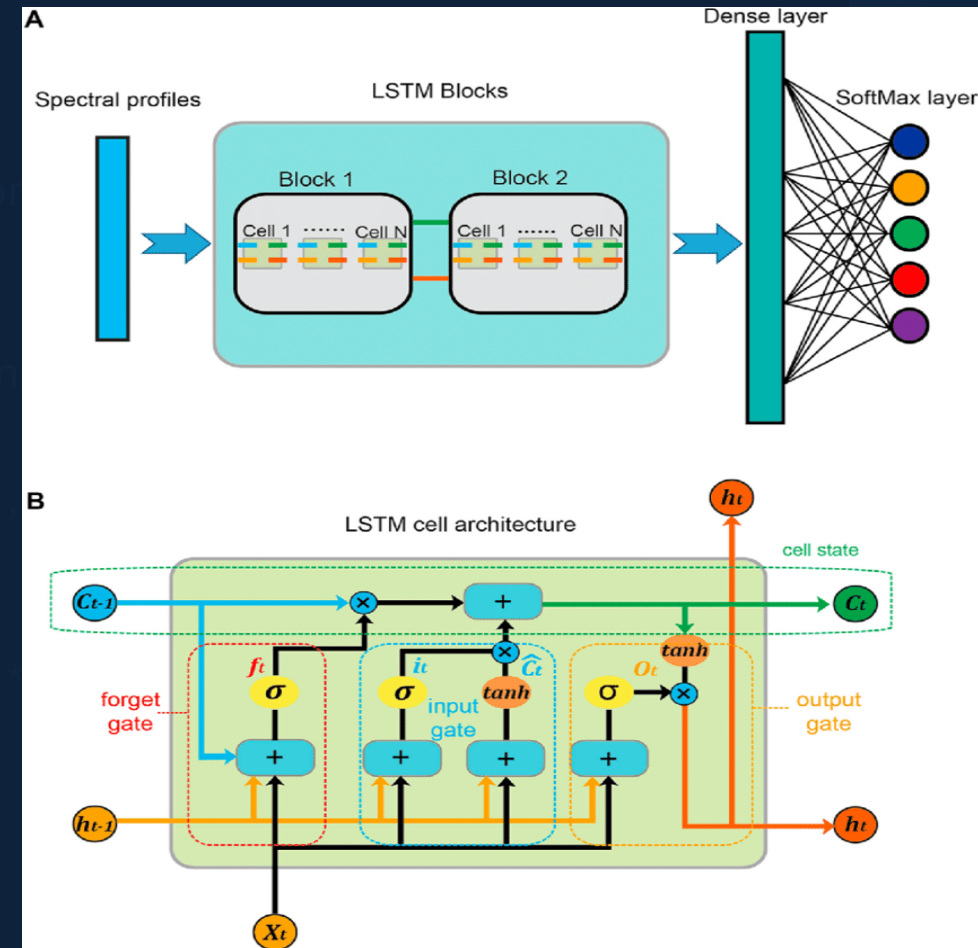 A
Dense layer
Spectral profiles
LSTM Blocks
SoftMax layer
Block 1
Block 2
Cell 1 ...... Cell N
Cell 1 ...... Cell N
B
LSTM cell architecture
hₜ
cell state
Cₜ₋₁
×
+
Cₜ
fₜ
iₜ
×
Ĉₜ
Oₜ
tanh
forget
gate
σ
σ
input
gate
tanh
σ
×
output
gate
+
+
+
+
hₜ₋₁
hₜ
Xₜ